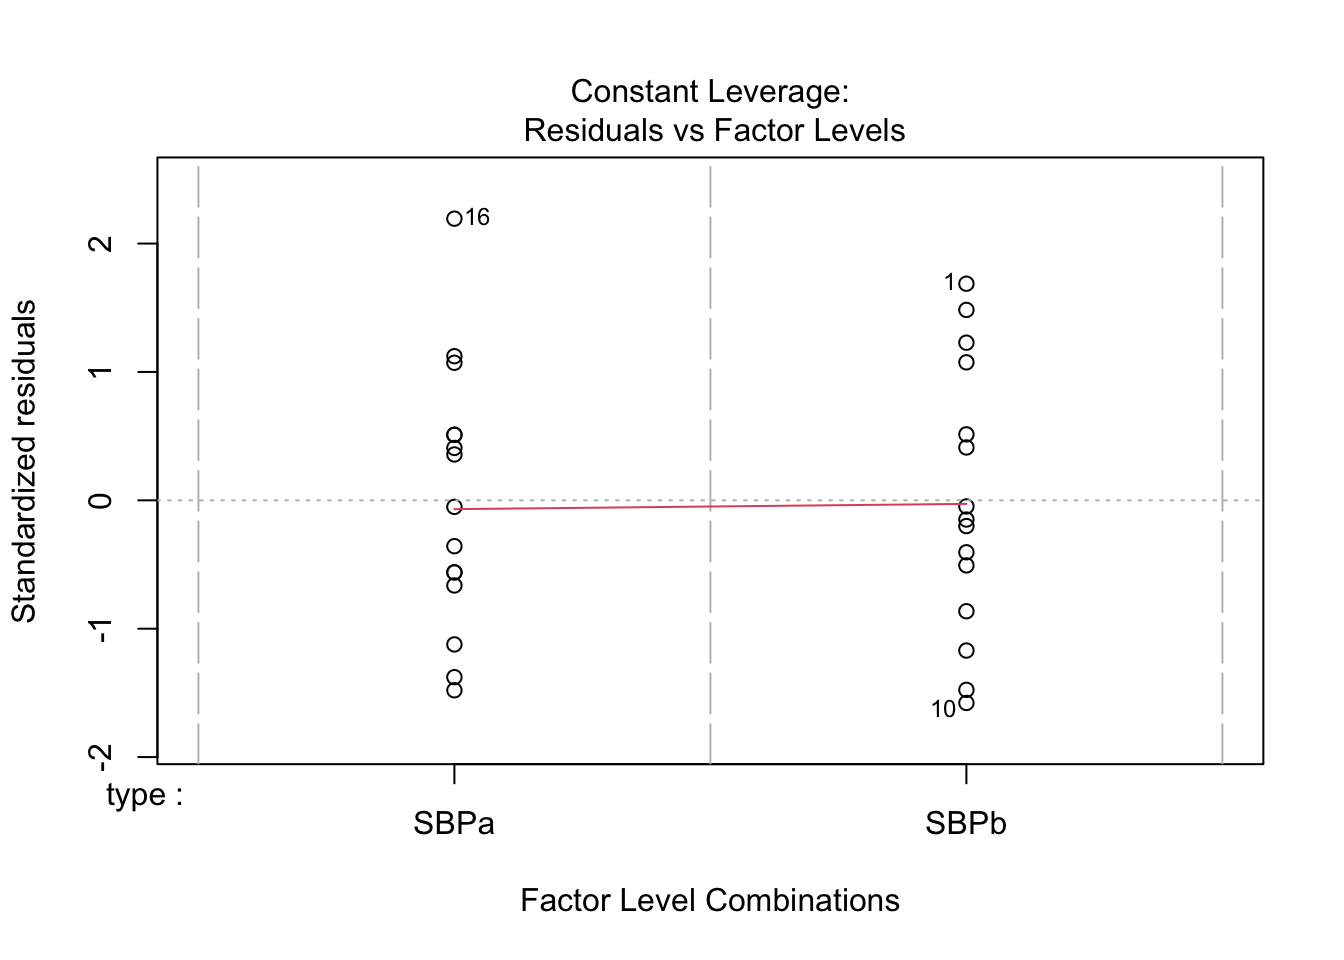 Constant Leverage:
Residuals vs Factor Levels
Standardized residuals
2
1
0
-1
-2
16
1
10
type :
SBPa
SBPb
Factor Level Combinations